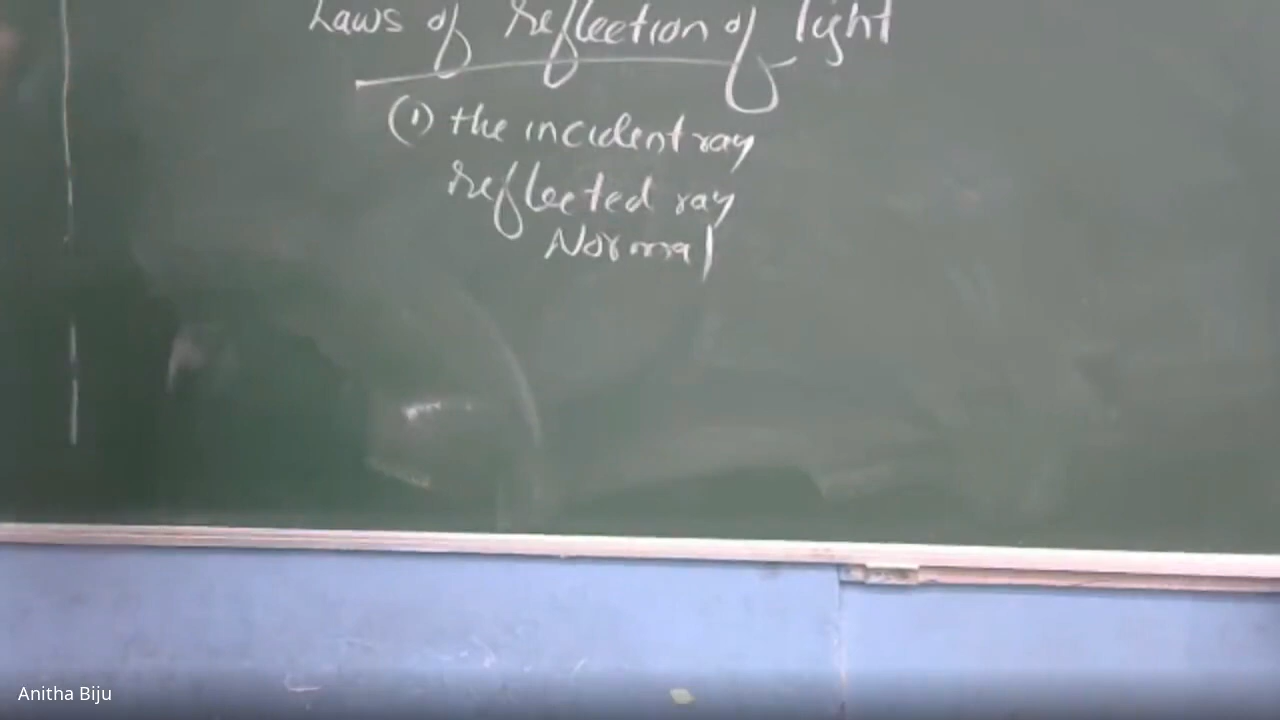 Laws of reflection of light
(1) the incident ray
reflected ray
Normal
Anitha Biju